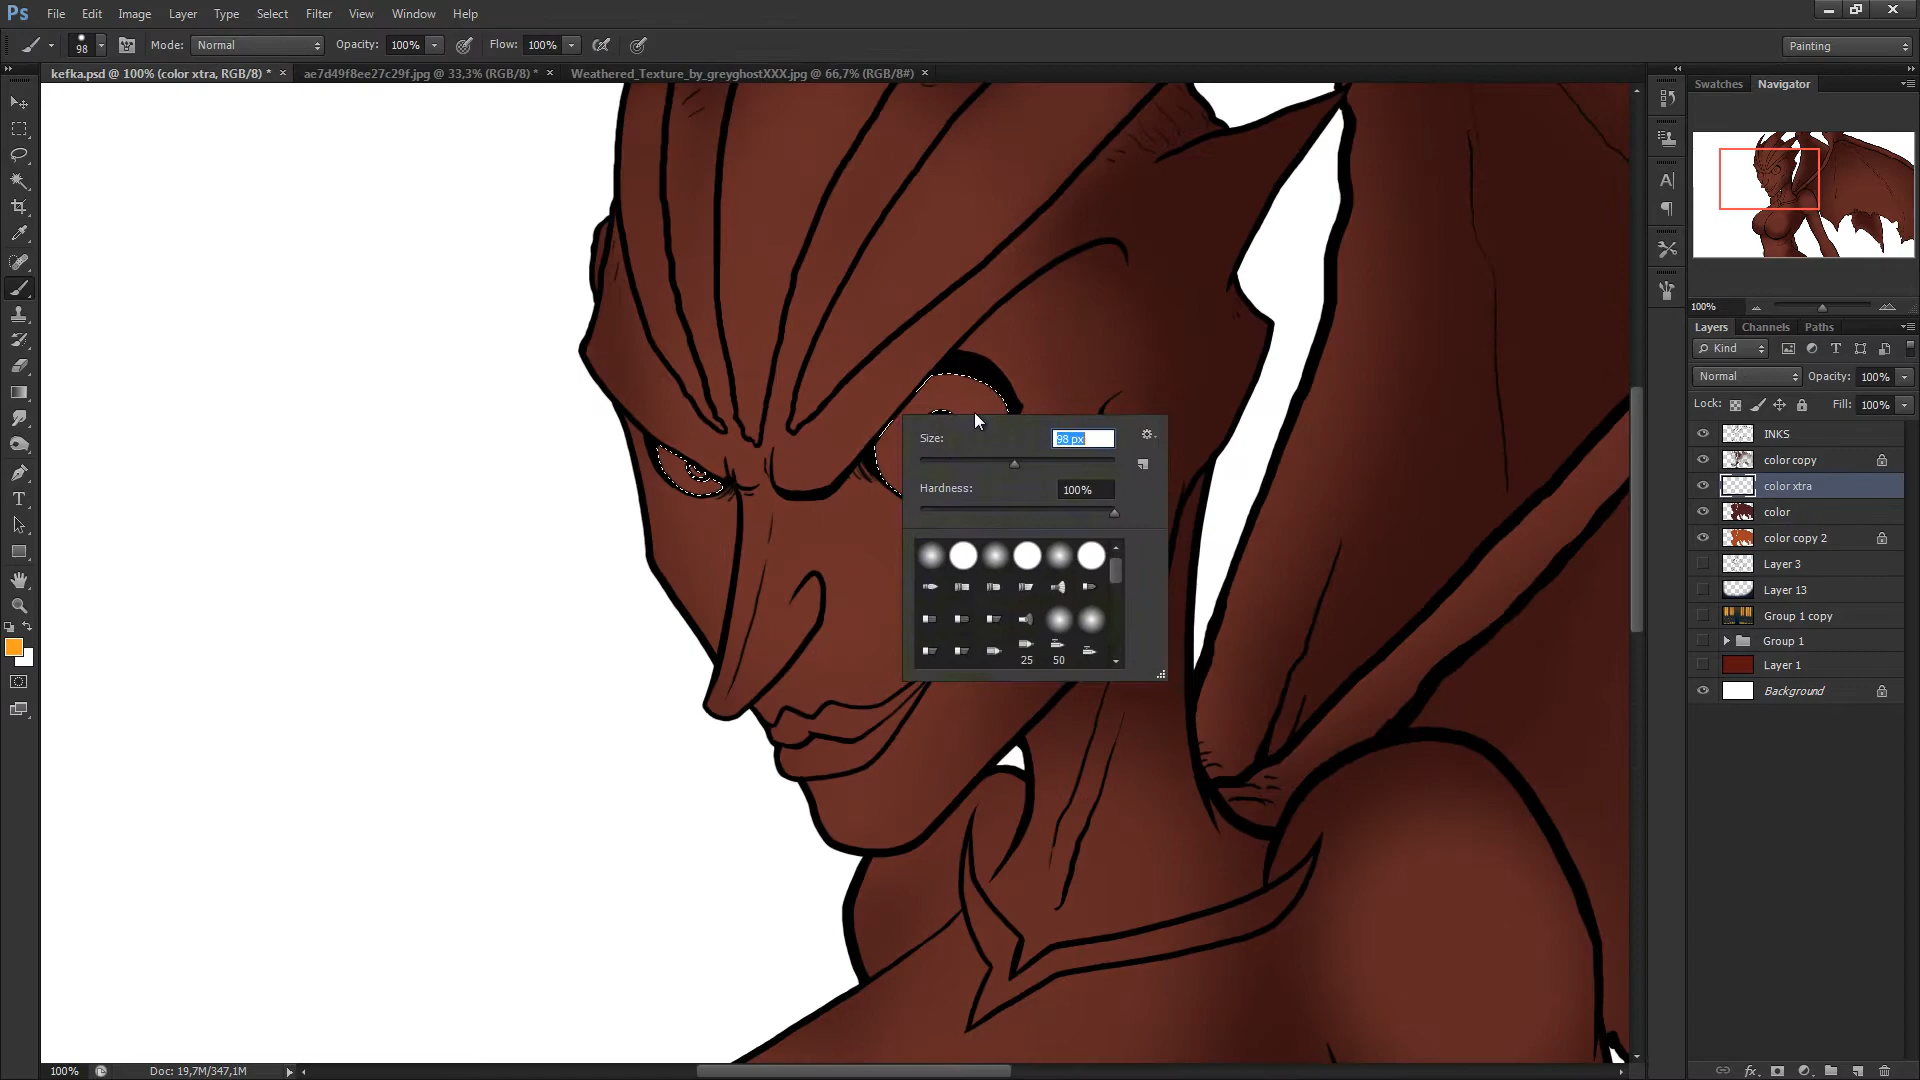 Ps File Edit Image Layer Type Select Filter View Window Help
98 Mode: Normal Opacity: 100% Flow: 100% Painting
kefka.psd @ 100% (color xtra, RGB/8) * × ae7d49f8ee27c29f.jpg @ 33,3% (RGB/8) * × Weathered_Texture_by_greyghostXXX.jpg @ 66,7% (RGB/8#) ×
Swatches Navigator
100%
Layers Channels Paths
Kind
Normal Opacity: 100%
Lock: Fill: 100%
INKS
color copy
color xtra
color
color copy 2
Layer 3
Layer 13
Group 1 copy
Group 1
Layer 1
Background
Size: 98 px
Hardness: 100%
25 50
T
A
100% Doc: 19,7M/347,1M
fx